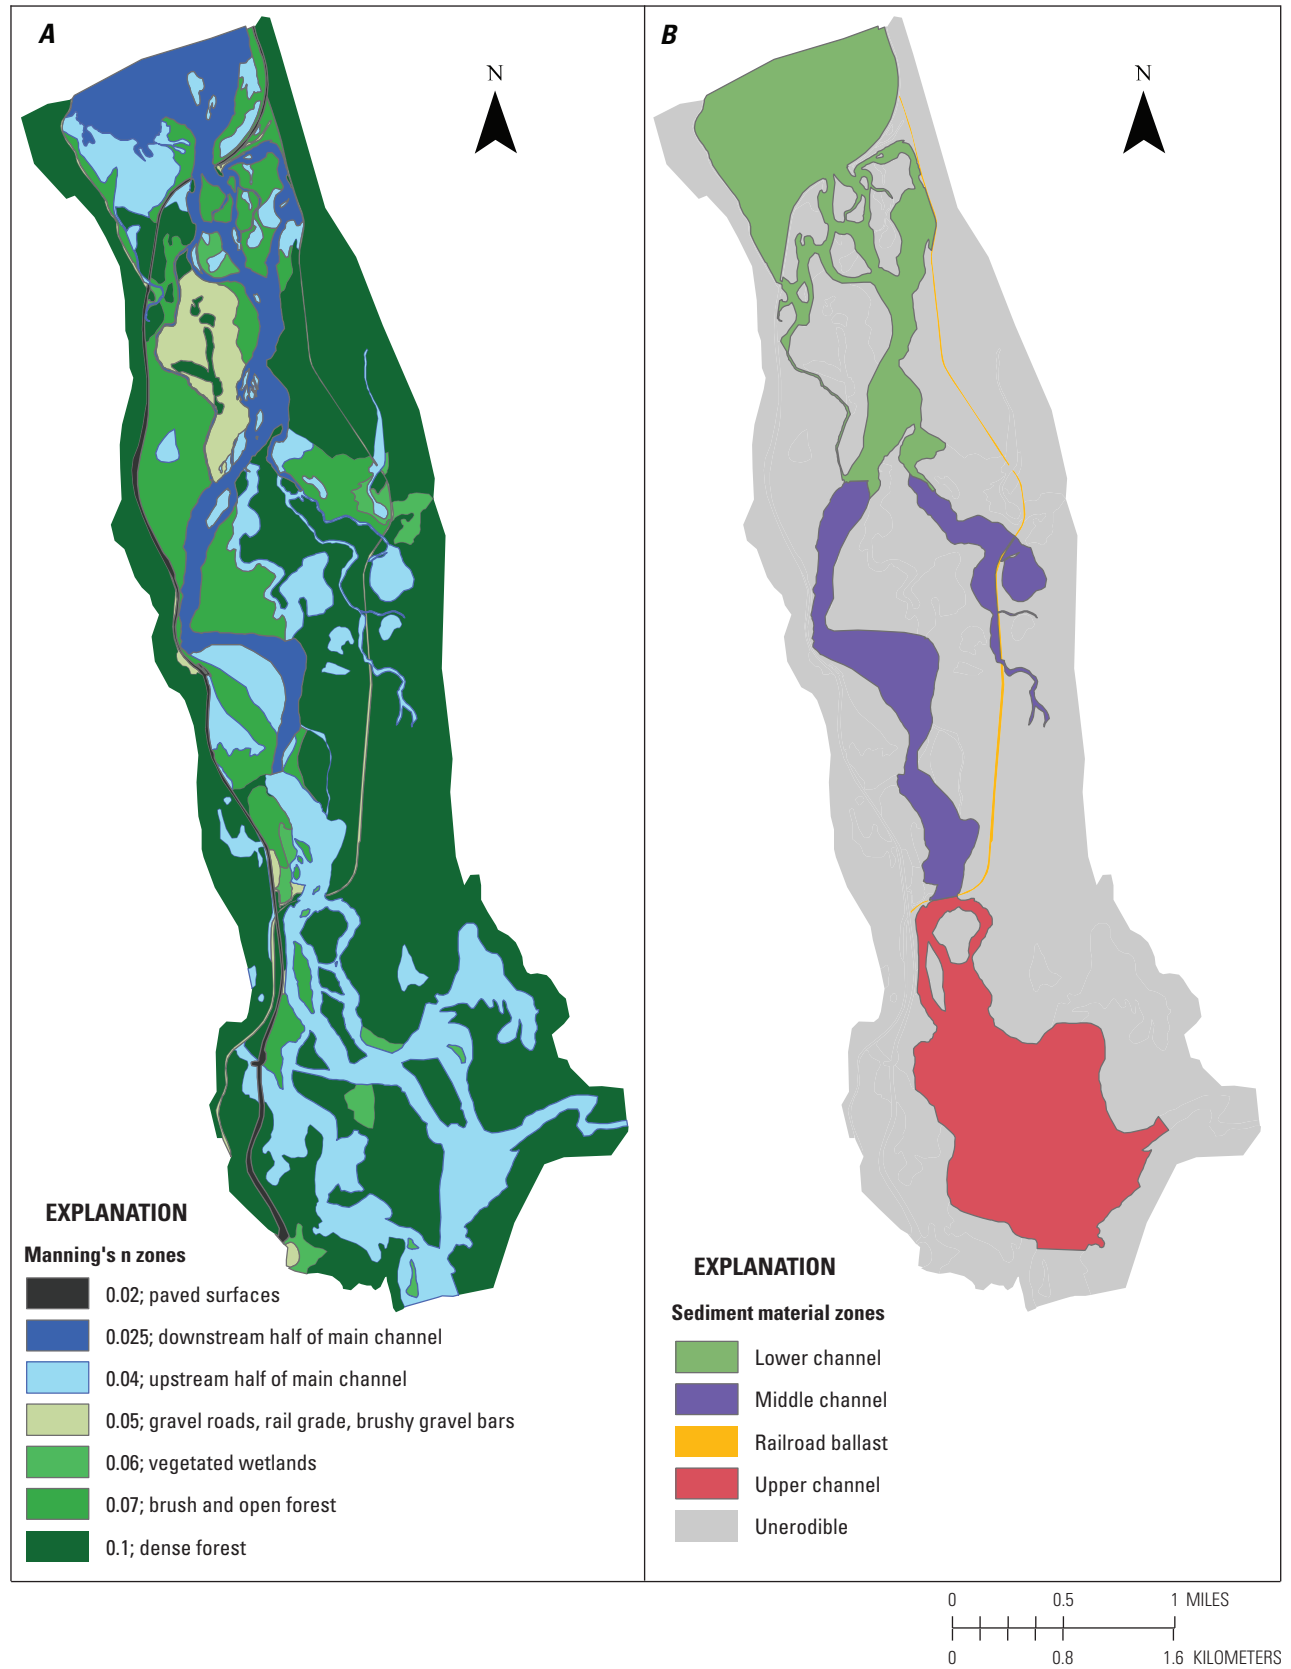 A
N
EXPLANATION
Manning's n zones
0.02; paved surfaces
0.025; downstream half of main channel
0.04; upstream half of main channel
0.05; gravel roads, rail grade, brushy gravel bars
0.06; vegetated wetlands
0.07; brush and open forest
0.1; dense forest
B
N
EXPLANATION
Sediment material zones
Lower channel
Middle channel
Railroad ballast
Upper channel
Unerodible
0 0.5 1 MILES
0 0.8 1.6 KILOMETERS